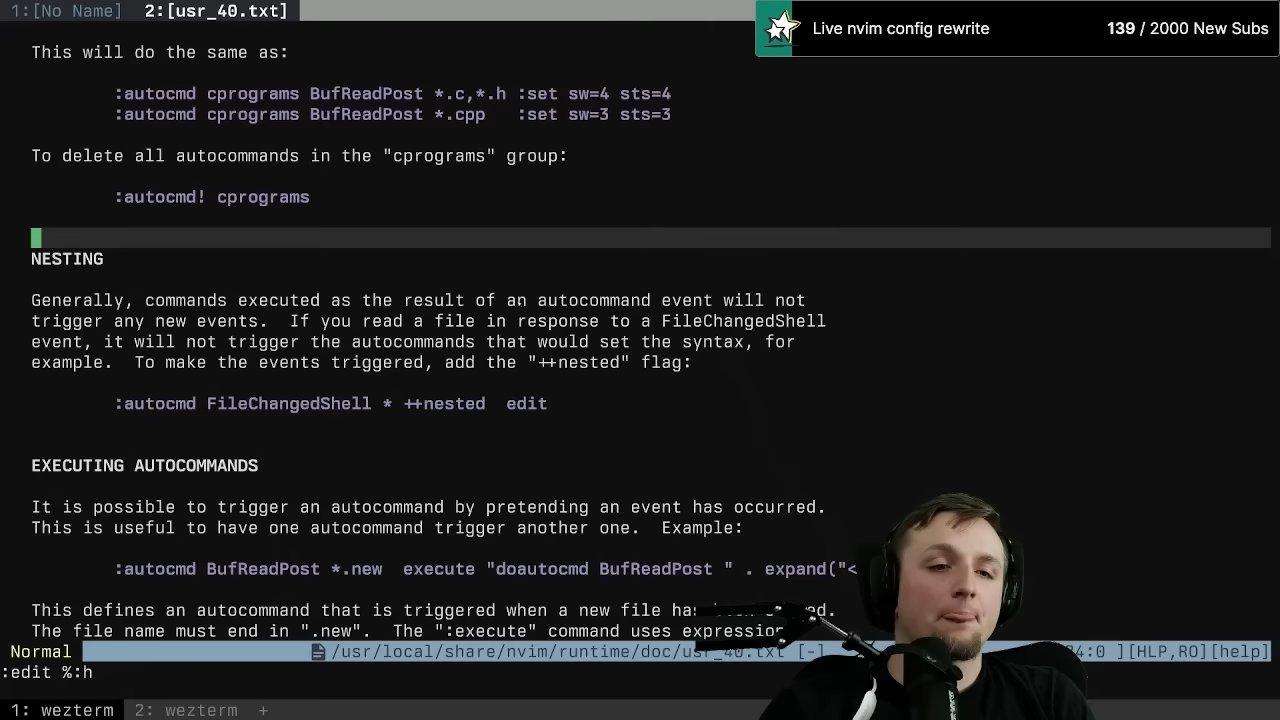 1:[No Name]  2:[usr_40.txt]
Live nvim config rewrite 139 / 2000 New Subs
This will do the same as:
:autocmd cprograms BufReadPost *.c,*.h :set sw=4 sts=4
:autocmd cprograms BufReadPost *.cpp   :set sw=3 sts=3
To delete all autocommands in the "cprograms" group:
:autocmd! cprograms
NESTING
Generally, commands executed as the result of an autocommand event will not
trigger any new events.  If you read a file in response to a FileChangedShell
event, it will not trigger the autocommands that would set the syntax, for
example.  To make the events triggered, add the "++nested" flag:
:autocmd FileChangedShell * ++nested  edit
EXECUTING AUTOCOMMANDS
It is possible to trigger an autocommand by pretending an event has occurred.
This is useful to have one autocommand trigger another one.  Example:
:autocmd BufReadPost *.new  execute "doautocmd BufReadPost " . expand("<
This defines an autocommand that is triggered when a new file has
The file name must end in ".new".  The ":execute" command uses expression
Normal /usr/local/share/nvim/runtime/doc/usr_40.txt [-] 4:0 ][HLP,RO][help]
:edit %:h
1: wezterm  2: wezterm  +